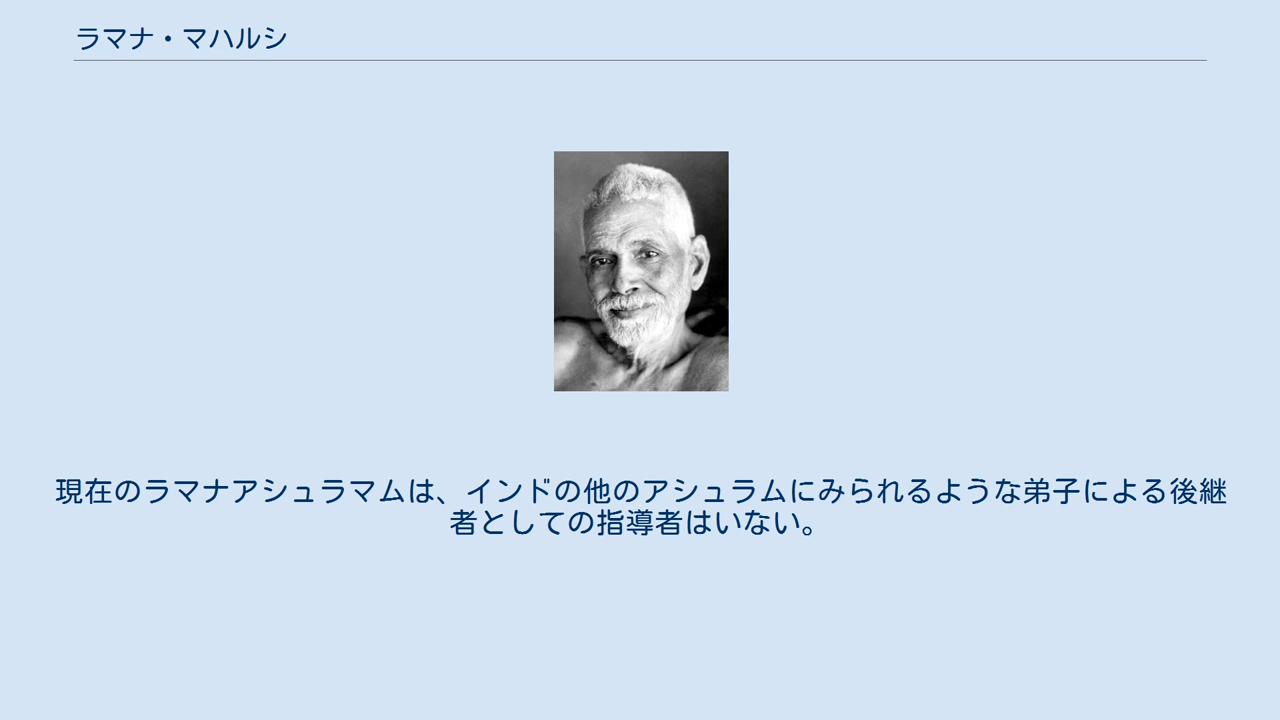 ラマナ・マハルシ
現在のラマナアシュラマムは、インドの他のアシュラムにみられるような弟子による後継
者としての指導者はいない。